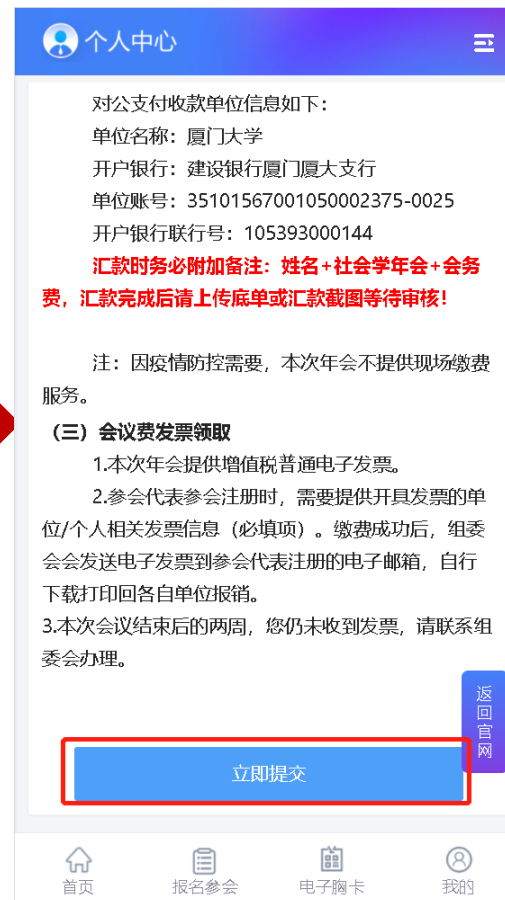 个人中心
对公支付收款单位信息如下：
单位名称：厦门大学
开户银行：建设银行厦门厦大支行
单位账号：35101567001050002375-0025
开户银行联行号：105393000144
汇款时务必附加备注：姓名+社会学年会+会务
费，汇款完成后请上传底单或汇款截图等待审核！
注：因疫情防控需要，本次年会不提供现场缴费
服务。
（三）会议费发票领取
1.本次年会提供增值税普通电子发票。
2.参会代表参会注册时，需要提供开具发票的单
位/个人相关发票信息（必填项）。缴费成功后，组委
会会发送电子发票到参会代表注册的电子邮箱，自行
下载打印回各自单位报销。
3.本次会议结束后的两周，您仍未收到发票，请联系组
委会办理。
返回官网
立即提交
首页
报名参会
电子胸卡
我的